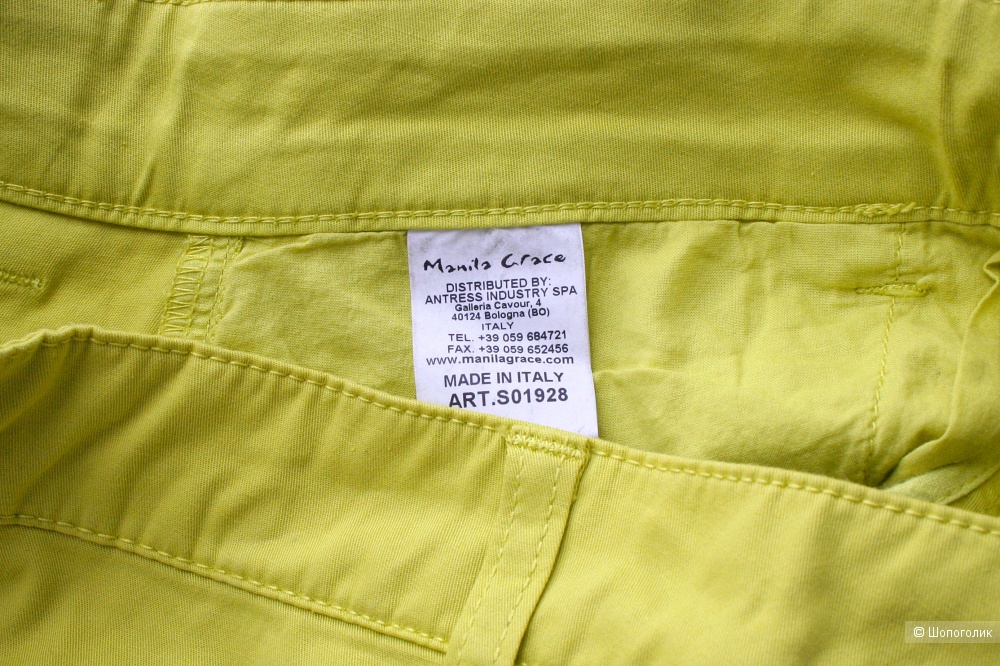 Manila Grace
DISTRIBUTED BY:
ANTRESS INDUSTRY SPA
Galleria Cavour, 4
40124 Bologna (BO)
ITALY
TEL. +39 059 684721
FAX. +39 059 652456
www.manilagrace.com
MADE IN ITALY
ART.S01928
© Шопоголик